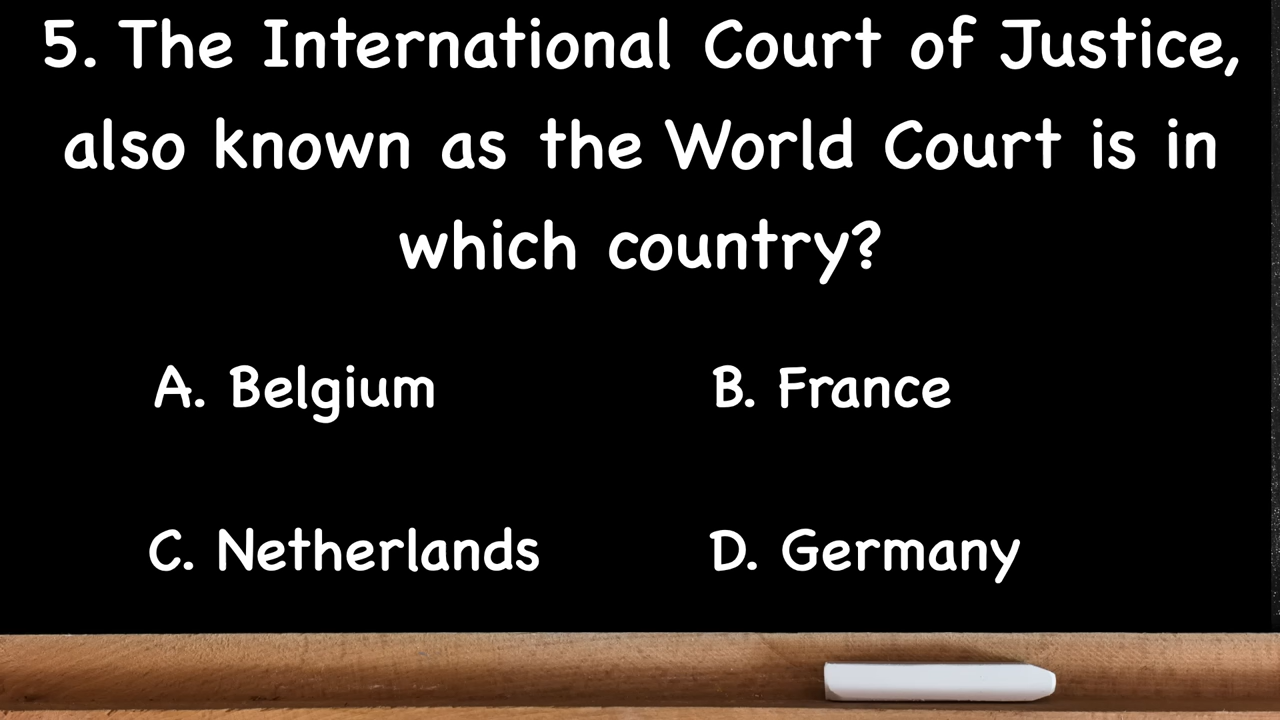 5. The International Court of Justice,
also known as the World Court is in
which country?
A. Belgium
B. France
C. Netherlands
D. Germany